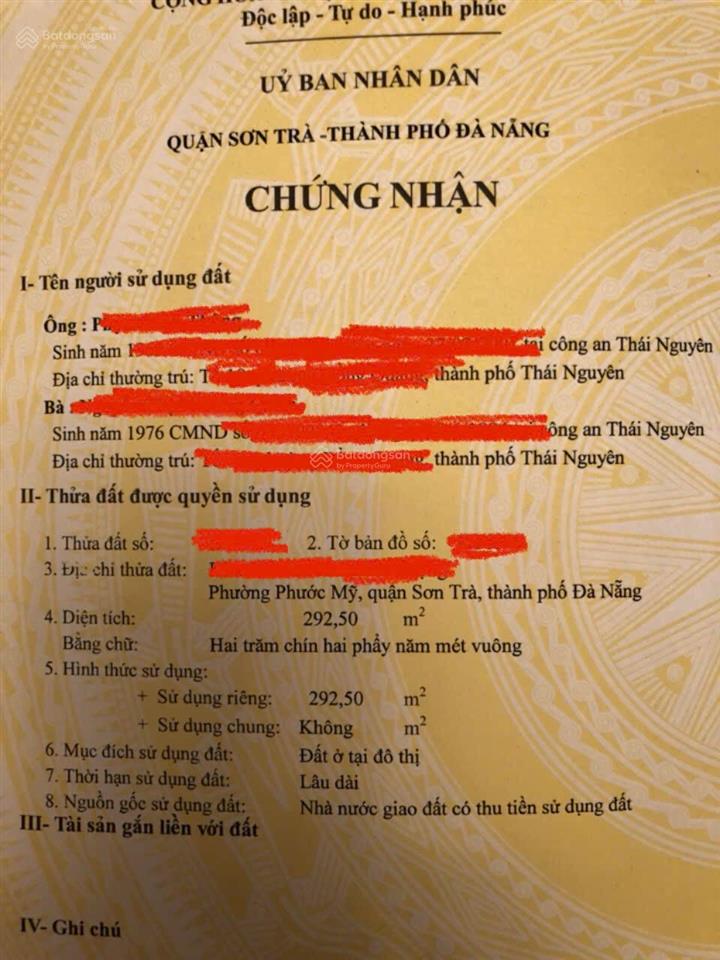 Batdongsan
by PropertyGuru
Độc lập - Tự do - Hạnh phúc
UỶ BAN NHÂN DÂN
QUẬN SƠN TRÀ -THÀNH PHỐ ĐÀ NẴNG
CHỨNG NHẬN
I- Tên người sử dụng đất
Ông :
Sinh năm tại công an Thái Nguyên
Địa chỉ thường trú: thành phố Thái Nguyên
Bà
Sinh năm 1976 CMND công an Thái Nguyên
Địa chỉ thường trú: thành phố Thái Nguyên
Batdongsan
by PropertyGuru
II- Thửa đất được quyền sử dụng
1. Thửa đất số: 2. Tờ bản đồ số:
3. Địa chỉ thửa đất:
Phường Phước Mỹ, quận Sơn Trà, thành phố Đà Nẵng
4. Diện tích: 292,50 m²
Bằng chữ: Hai trăm chín hai phẩy năm mét vuông
5. Hình thức sử dụng:
+ Sử dụng riêng: 292,50 m²
+ Sử dụng chung: Không m²
6. Mục đích sử dụng đất: Đất ở tại đô thị
7. Thời hạn sử dụng đất: Lâu dài
8. Nguồn gốc sử dụng đất: Nhà nước giao đất có thu tiền sử dụng đất
III- Tài sản gắn liền với đất
IV- Ghi chú